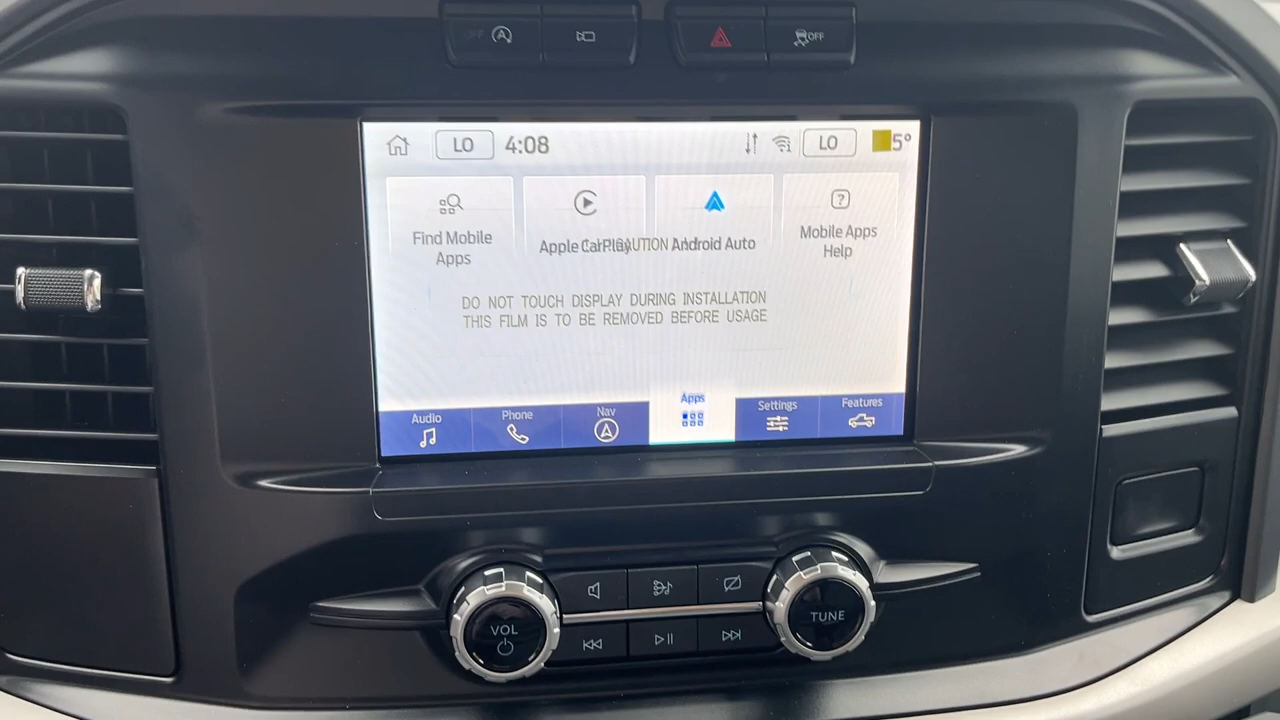 OFF
OFF
LO 4:08 LO 5°
Find Mobile
Apps
Apple CarPlay
CAUTION
Android Auto
Mobile Apps
Help
DO NOT TOUCH DISPLAY DURING INSTALLATION
THIS FILM IS TO BE REMOVED BEFORE USAGE
Audio Phone Nav Apps Settings Features
VOL
TUNE